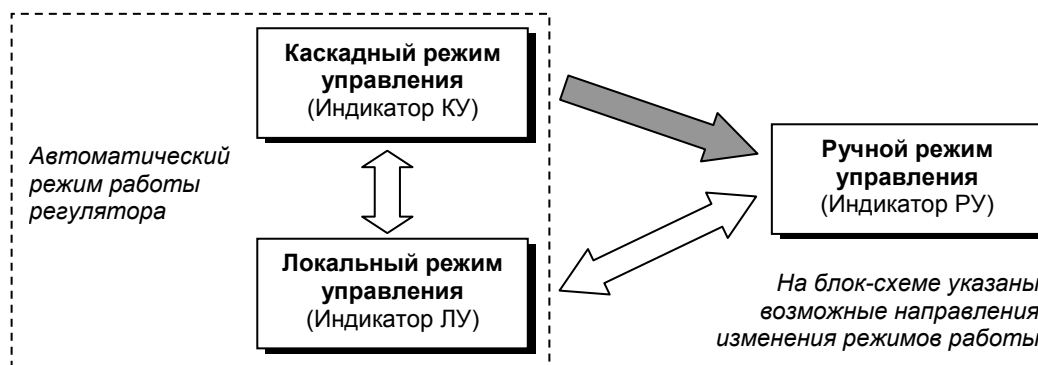 Каскадный режим
управления
(Индикатор КУ)
Автоматический
режим работы
регулятора
Ручной режим
управления
(Индикатор РУ)
Локальный режим
управления
(Индикатор ЛУ)
На блок-схеме указаны
возможные направления
изменения режимов работы